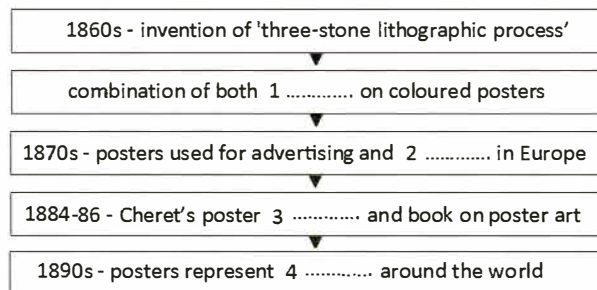 1860s - invention of 'three-stone lithographic process’
combination of both 1 ............. on coloured posters
1870s - posters used for advertising and 2 ............. in Europe
1884-86 - Cheret's poster 3 ............. and book on poster art
1890s - posters represent 4 ............. around the world